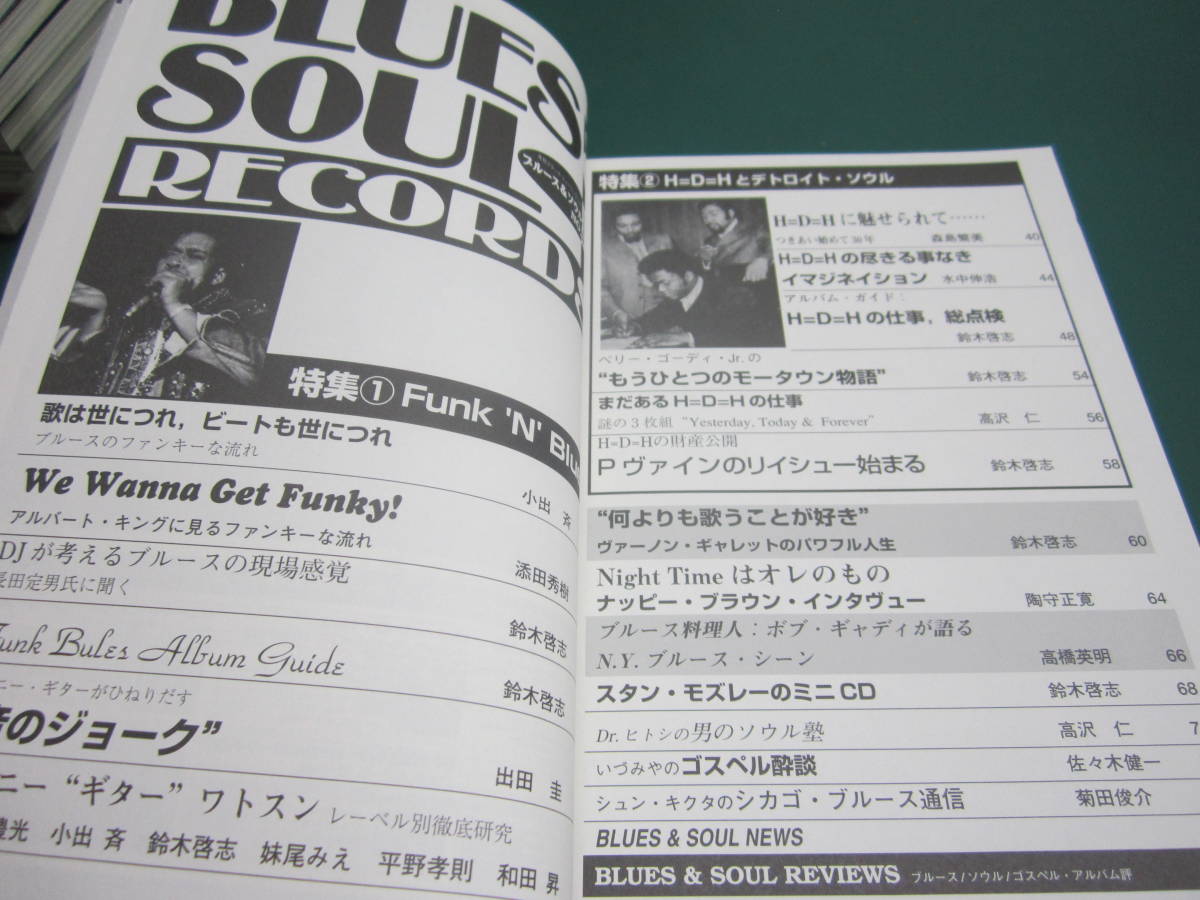 BLUES &
SOUL
RECORDS
特集① Funk 'N' Blue
歌は世につれ，ビートも世につれ
ブルースのファンキーな流れ
小出 斉
We Wanna Get Funky!
アルバート・キングに見るファンキーな流れ
添田秀樹
DJが考えるブルースの現場感覚
長田定男氏に聞く
鈴木啓志
Funk Bules Album Guide
鈴木啓志
ニー・ギターがひねりだす
のジョーク”
出田 圭
ニー“ギター”ワトスン レーベル別徹底研究
豊光 小出 斉 鈴木啓志 妹尾みえ 平野孝則 和田 昇
特集② H=D=Hとデトロイト・ソウル
H=D=Hに魅せられて……
つきあい始めて30年 森島繁美 40
H=D=Hの尽きる事なき
イマジネイション 水中伸浩 44
アルバム・ガイド：
H=D=Hの仕事，総点検
鈴木啓志 48
ベリー・ゴーディ・Jr.の
“もうひとつのモータウン物語” 鈴木啓志 54
まだあるH=D=Hの仕事
謎の3枚組 “Yesterday, Today & Forever” 高沢 仁 56
H=D=Hの財産公開
Pヴァインのリイシュー始まる 鈴木啓志 58
“何よりも歌うことが好き”
ヴァーノン・ギャレットのパワフル人生 鈴木啓志 60
Night Timeはオレのもの
ナッピー・ブラウン・インタヴュー 陶守正寛 64
ブルース料理人：ボブ・ギャディが語る
N.Y.ブルース・シーン 高橋英明 66
スタン・モズレーのミニCD 鈴木啓志 68
Dr.ヒトシの男のソウル塾 高沢 仁 7
いづみやのゴスペル酔談 佐々木健一
シュン・キクタのシカゴ・ブルース通信 菊田俊介
BLUES & SOUL NEWS
BLUES & SOUL REVIEWS ブルース/ソウル/ゴスペル・アルバム評